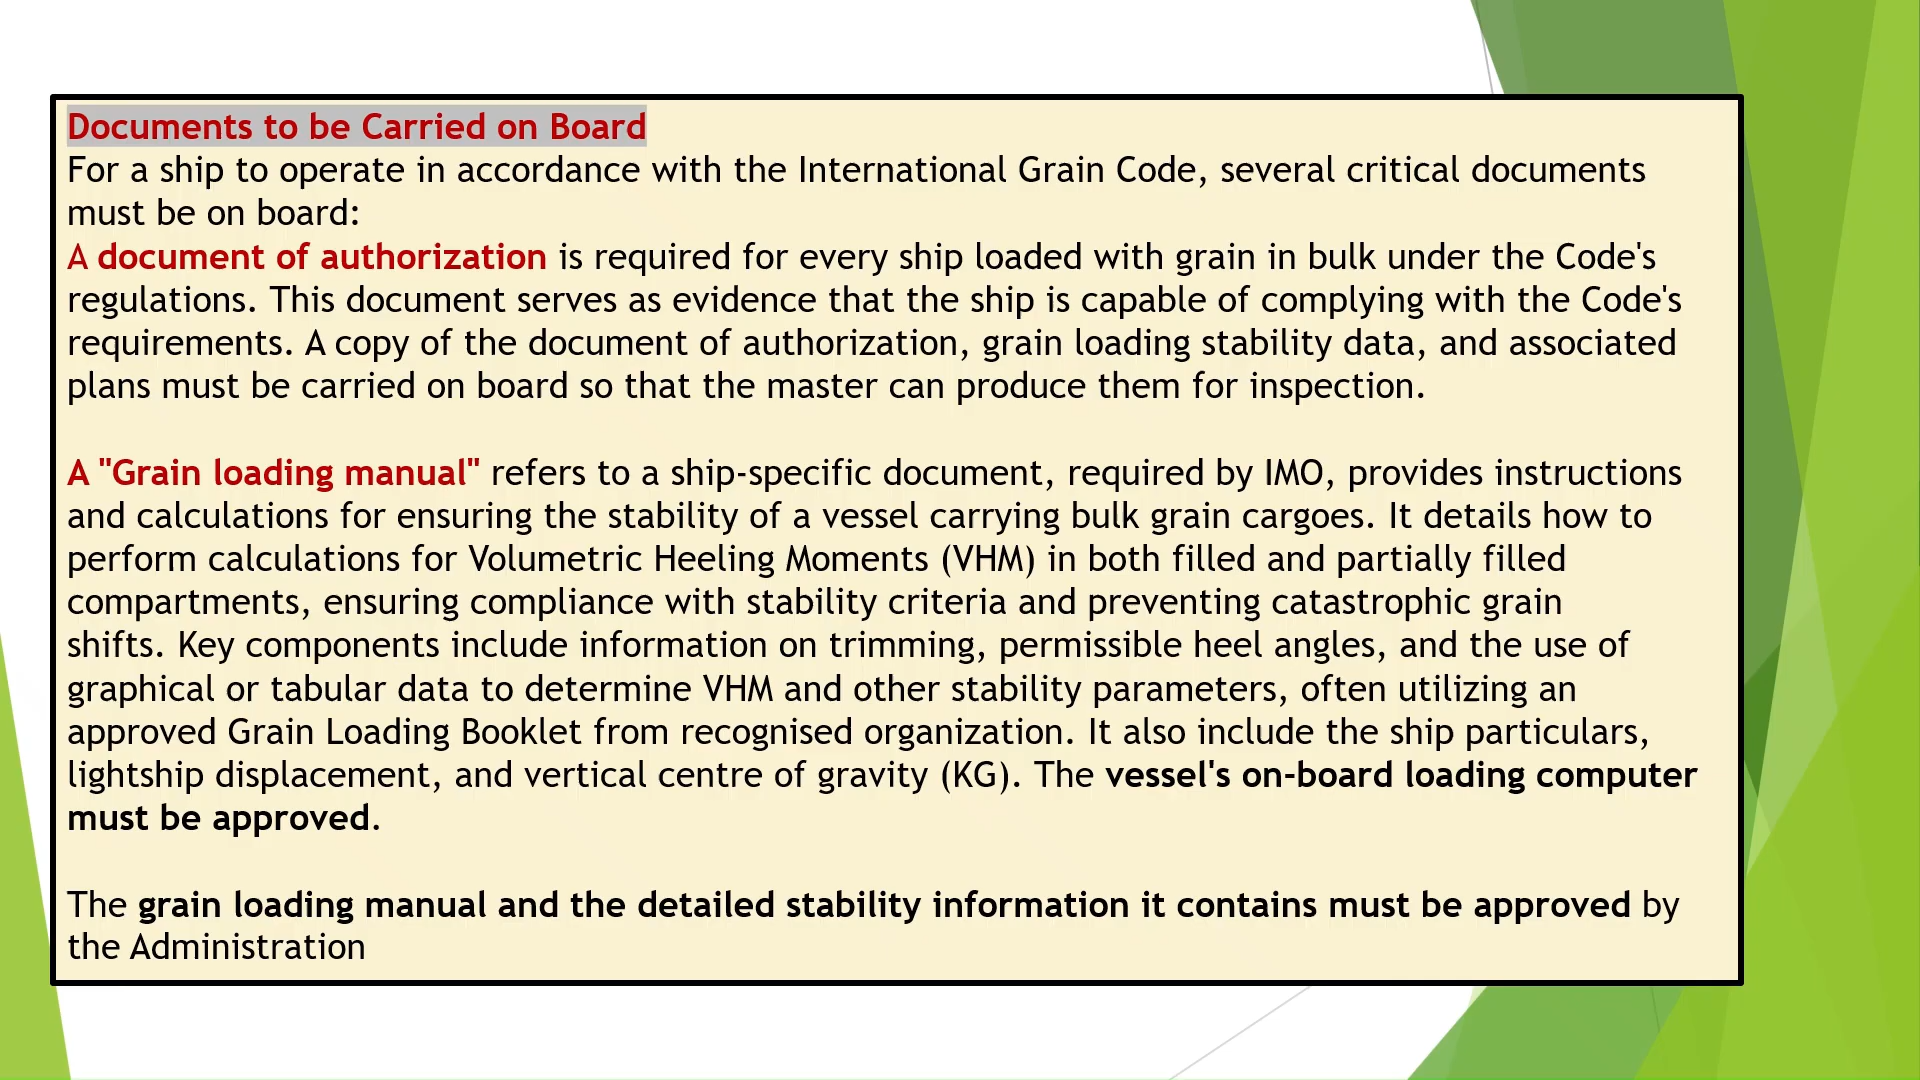 Documents to be Carried on Board
For a ship to operate in accordance with the International Grain Code, several critical documents
must be on board:
A document of authorization is required for every ship loaded with grain in bulk under the Code's
regulations. This document serves as evidence that the ship is capable of complying with the Code's
requirements. A copy of the document of authorization, grain loading stability data, and associated
plans must be carried on board so that the master can produce them for inspection.
A "Grain loading manual" refers to a ship-specific document, required by IMO, provides instructions
and calculations for ensuring the stability of a vessel carrying bulk grain cargoes. It details how to
perform calculations for Volumetric Heeling Moments (VHM) in both filled and partially filled
compartments, ensuring compliance with stability criteria and preventing catastrophic grain
shifts. Key components include information on trimming, permissible heel angles, and the use of
graphical or tabular data to determine VHM and other stability parameters, often utilizing an
approved Grain Loading Booklet from recognised organization. It also include the ship particulars,
lightship displacement, and vertical centre of gravity (KG). The vessel's on-board loading computer
must be approved.
The grain loading manual and the detailed stability information it contains must be approved by
the Administration